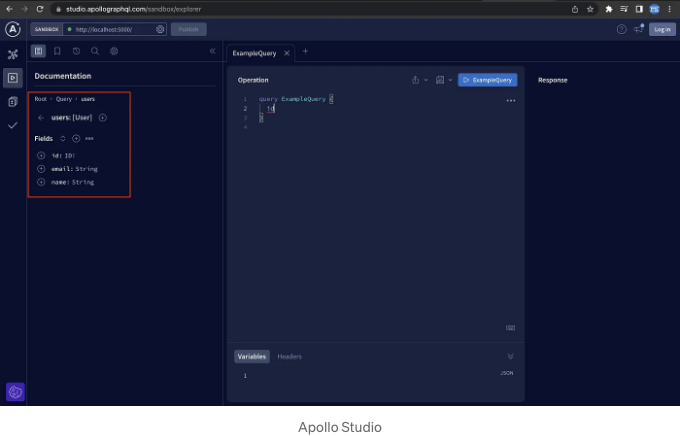 studio.apollographql.com/sandbox/explorer
SANDBOX http://localhost:5000/ Publish Log in
Documentation
Root Query users
users: [User]
Fields
id: ID!
email: String
name: String
ExampleQuery
Operation
ExampleQuery
1 query ExampleQuery {
2 id
3 }
4
Response
Variables Headers
1
JSON
Apollo Studio